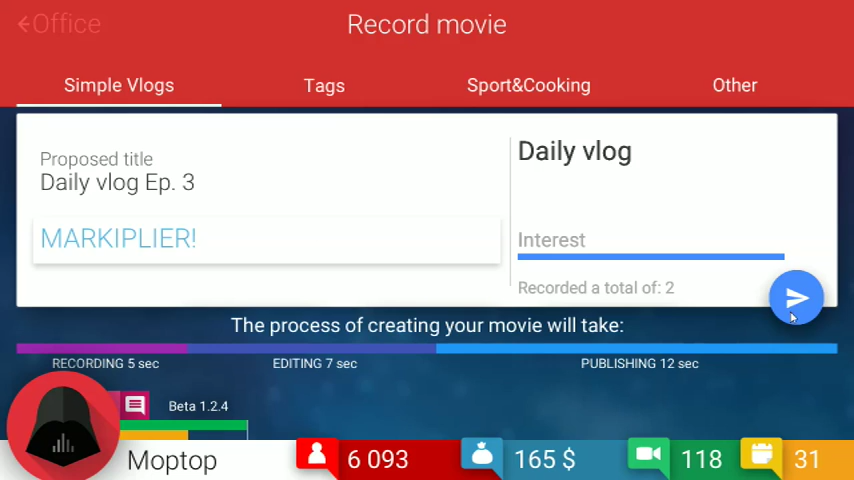 Office
Record movie
Simple Vlogs
Tags
Sport&Cooking
Other
Proposed title
Daily vlog Ep. 3
MARKIPLIER!
Daily vlog
Interest
Recorded a total of: 2
The process of creating your movie will take:
RECORDING 5 sec
EDITING 7 sec
PUBLISHING 12 sec
Beta 1.2.4
Moptop
6 093
165 $
118
31